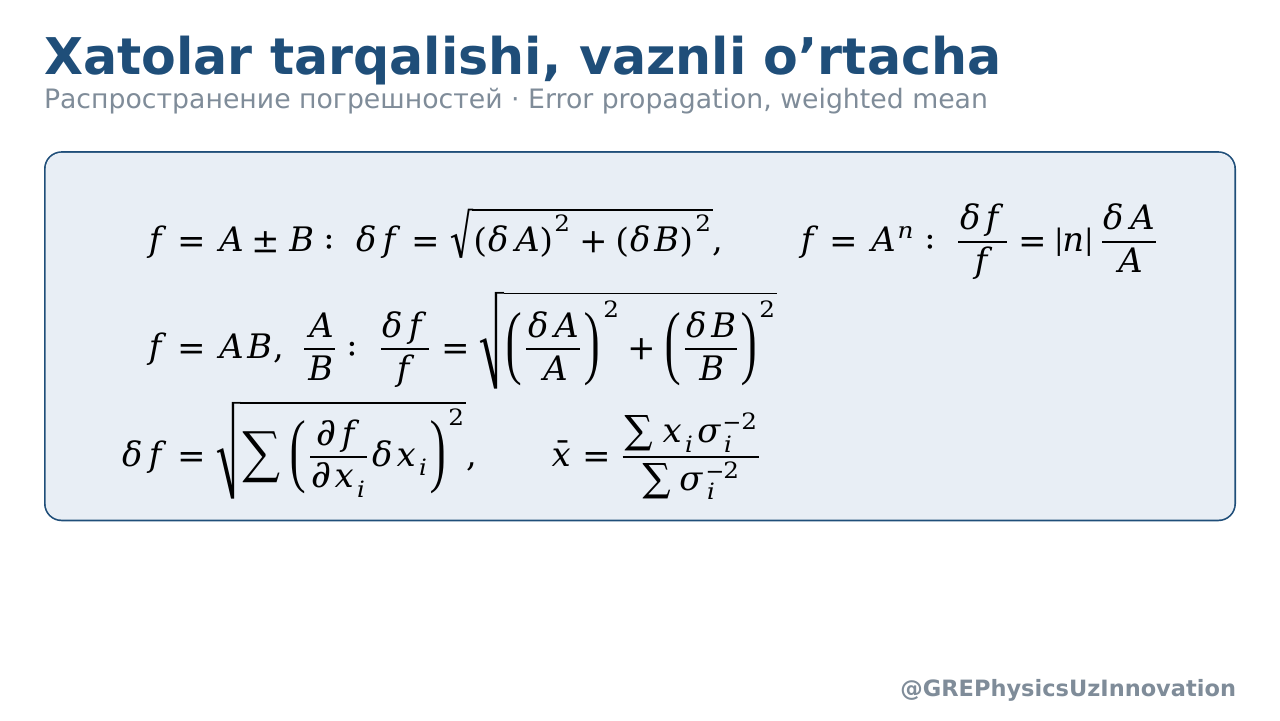 Xatolar tarqalishi, vaznli o’rtacha
Распространение погрешностей · Error propagation, weighted mean
f = A ± B : δf = √((δA)² + (δB)²), f = Aⁿ : δf/f = |n| δA/A
f = AB, A/B : δf/f = √((δA/A)² + (δB/B)²)
δf = √(∑ (∂f/∂xᵢ δxᵢ)²), x̄ = ∑ xᵢσᵢ⁻² / ∑ σᵢ⁻²
@GREPhysicsUzInnovation